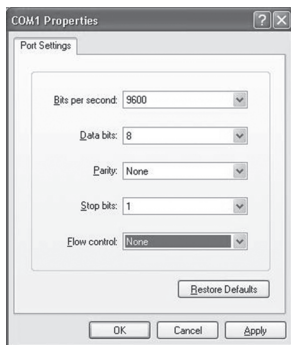 COM1 Properties
Port Settings
Bits per second: 9600
Data bits: 8
Parity: None
Stop bits: 1
Flow control: None
Restore Defaults
OK Cancel Apply